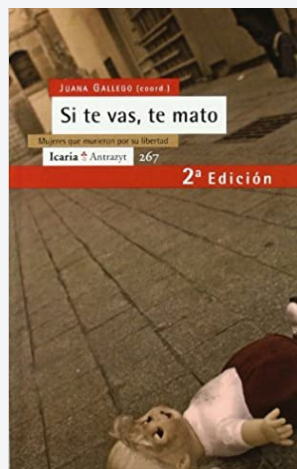 JUANA GALLEGO (coord.)
Si te vas, te mato
Mujeres que murieron por su libertad
Icaria Antrazyt 267
2ª Edición